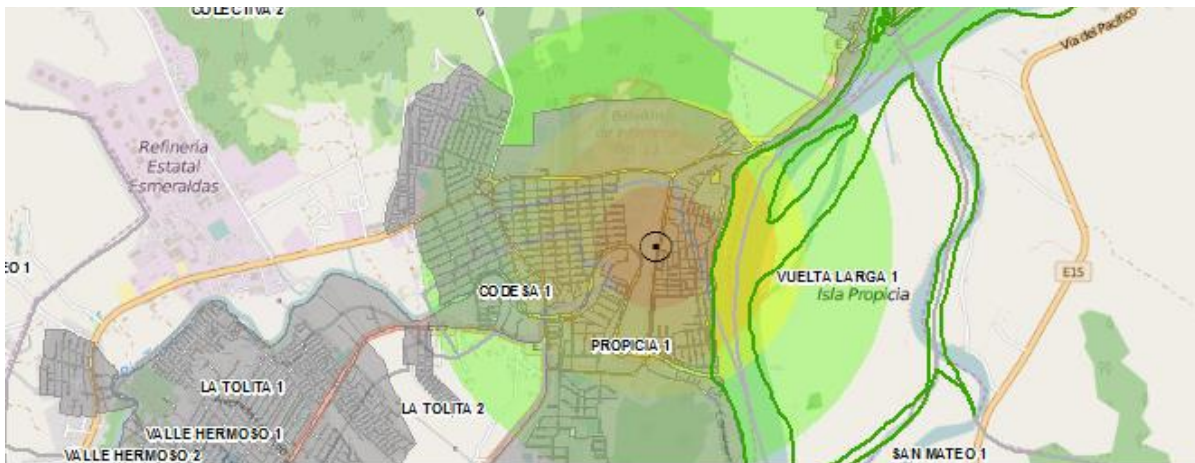 COLECTIVA 2
Vía del Pacífico
Refinería
Estatal
Esmeraldas
EO 1
E15
VUELTA LARGA 1
Isla Propicia
CODESA 1
PROPICIA 1
LA TOLITA 1
LA TOLITA 2
VALLE HERMOSO 1
VALLE HERMOSO 2
SAN MATEO 1